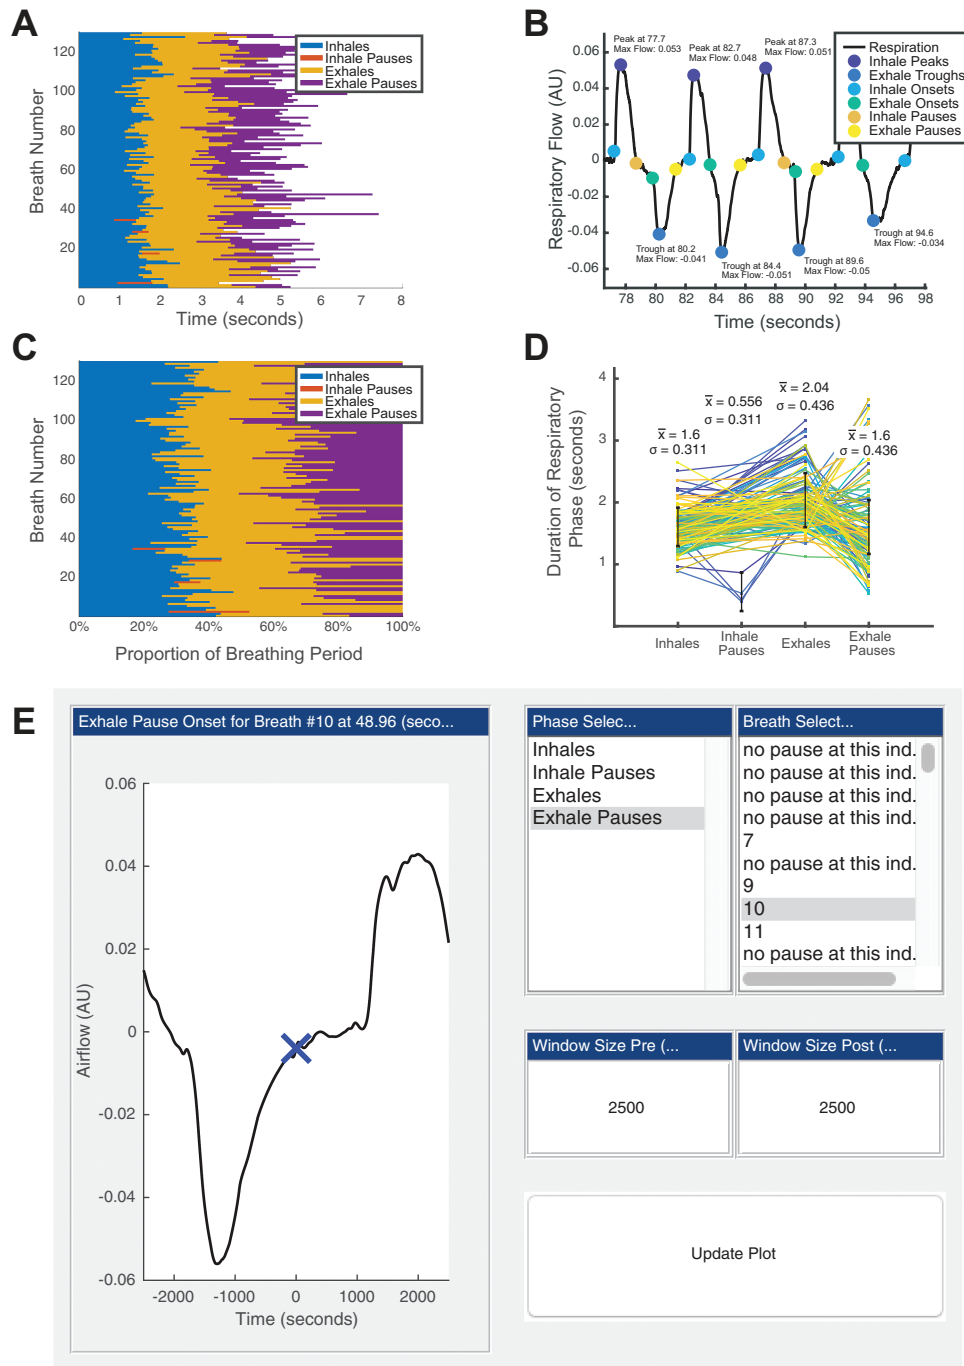 A
Breath Number
120
100
80
60
40
20
0 1 2 3 4 5 6 7 8
Time (seconds)
Inhales
Inhale Pauses
Exhales
Exhale Pauses
B
Respiratory Flow (AU)
0.06
0.04
0.02
0
-0.02
-0.04
-0.06
78 80 82 84 86 88 90 92 94 96 98
Time (seconds)
Peak at 77.7
Max Flow: 0.053
Peak at 82.7
Max Flow: 0.048
Peak at 87.3
Max Flow: 0.051
Trough at 80.2
Max Flow: -0.041
Trough at 84.4
Max Flow: -0.051
Trough at 89.6
Max Flow: -0.05
Trough at 94.6
Max Flow: -0.034
Respiration
Inhale Peaks
Exhale Troughs
Inhale Onsets
Exhale Onsets
Inhale Pauses
Exhale Pauses
C
Breath Number
120
100
80
60
40
20
0% 20% 40% 60% 80% 100%
Proportion of Breathing Period
Inhales
Inhale Pauses
Exhales
Exhale Pauses
D
Duration of Respiratory
Phase (seconds)
4
3
2
1
x̅ = 1.6
σ = 0.311
x̅ = 0.556
σ = 0.311
x̅ = 2.04
σ = 0.436
x̅ = 1.6
σ = 0.436
Inhales
Inhale
Pauses
Exhales
Exhale
Pauses
E
Exhale Pause Onset for Breath #10 at 48.96 (seco...
Airflow (AU)
0.06
0.04
0.02
0
-0.02
-0.04
-0.06
-2000 -1000 0 1000 2000
Time (seconds)
Phase Selec...
Inhales
Inhale Pauses
Exhales
Exhale Pauses
Breath Select...
no pause at this ind.
no pause at this ind.
no pause at this ind.
no pause at this ind.
7
no pause at this ind.
9
10
11
no pause at this ind.
Window Size Pre (...
2500
Window Size Post (...
2500
Update Plot